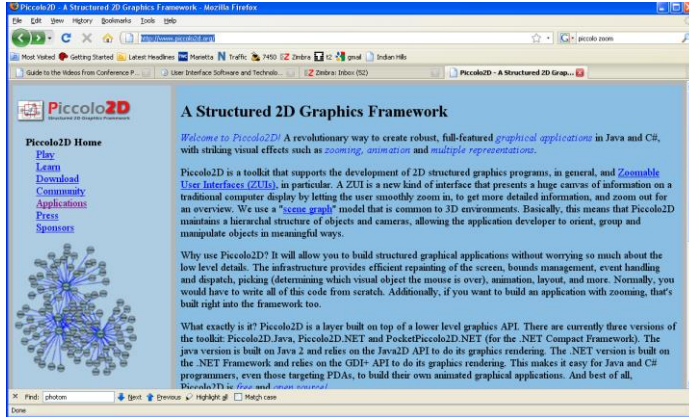 Piccolo2D - A Structured 2D Graphics Framework - Mozilla Firefox
File Edit View History Bookmarks Tools Help
http://www.piccolo2d.org/
piccolo zoom
Most Visited Getting Started Latest Headlines Marietta Traffic 7450 Zimbra t2 gmail Indian Hills
Guide to the Videos from Conference P...
User Interface Software and Technolo...
Zimbra: Inbox (52)
Piccolo2D - A Structured 2D Grap...
Piccolo2D
Structured 2D Graphics Framework
Piccolo2D Home
Play
Learn
Download
Community
Applications
Press
Sponsors
A Structured 2D Graphics Framework
Welcome to Piccolo2D! A revolutionary way to create robust, full-featured graphical applications in Java and C#,
with striking visual effects such as zooming, animation and multiple representations.
Piccolo2D is a toolkit that supports the development of 2D structured graphics programs, in general, and Zoomable
User Interfaces (ZUIs), in particular. A ZUI is a new kind of interface that presents a huge canvas of information on a
traditional computer display by letting the user smoothly zoom in, to get more detailed information, and zoom out for
an overview. We use a "scene graph" model that is common to 3D environments. Basically, this means that Piccolo2D
maintains a hierarchal structure of objects and cameras, allowing the application developer to orient, group and
manipulate objects in meaningful ways.
Why use Piccolo2D? It will allow you to build structured graphical applications without worrying so much about the
low level details. The infrastructure provides efficient repainting of the screen, bounds management, event handling
and dispatch, picking (determining which visual object the mouse is over), animation, layout, and more. Normally, you
would have to write all of this code from scratch. Additionally, if you want to build an application with zooming, that's
built right into the framework too.
What exactly is it? Piccolo2D is a layer built on top of a lower level graphics API. There are currently three versions of
the toolkit: Piccolo2D.Java, Piccolo2D.NET and PocketPiccolo2D.NET (for the .NET Compact Framework). The
java version is built on Java 2 and relies on the Java2D API to do its graphics rendering. The .NET version is built on
the .NET Framework and relies on the GDI+ API to do its graphics rendering. This makes it easy for Java and C#
programmers, even those targeting PDAs, to build their own animated graphical applications. And best of all,
Piccolo2D is free and open source!
Find: photom Next Previous Highlight all Match case
Done